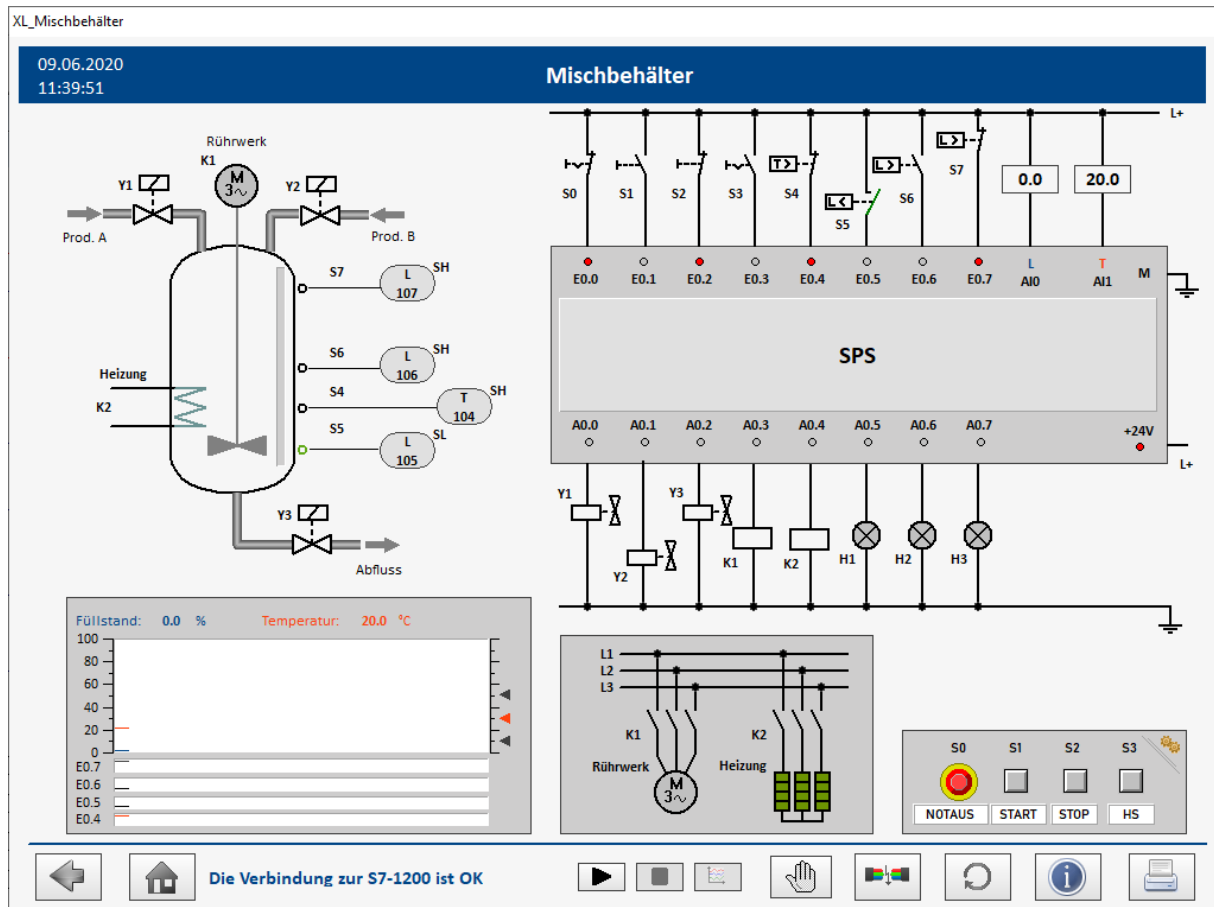 XL_Mischbehälter
09.06.2020
11:39:51
Mischbehälter
Rührwerk
K1
M
3~
Y1
Y2
Prod. A
Prod. B
S7
L
107
SH
S6
L
106
SH
Heizung
K2
S4
T
104
SH
S5
L
105
SL
Y3
Abfluss
L+
S0
S1
S2
S3
T>
S4
L<
S5
L>
S6
L>
S7
0.0
20.0
E0.0
E0.1
E0.2
E0.3
E0.4
E0.5
E0.6
E0.7
L
AI0
T
AI1
M
SPS
A0.0
A0.1
A0.2
A0.3
A0.4
A0.5
A0.6
A0.7
+24V
L+
Y1
Y2
Y3
K1
K2
H1
H2
H3
Füllstand: 0.0 % Temperatur: 20.0 °C
100
80
60
40
20
0
E0.7
E0.6
E0.5
E0.4
L1
L2
L3
K1
K2
Rührwerk
Heizung
M
3~
S0 S1 S2 S3
NOTAUS START STOP HS
Die Verbindung zur S7-1200 ist OK
i